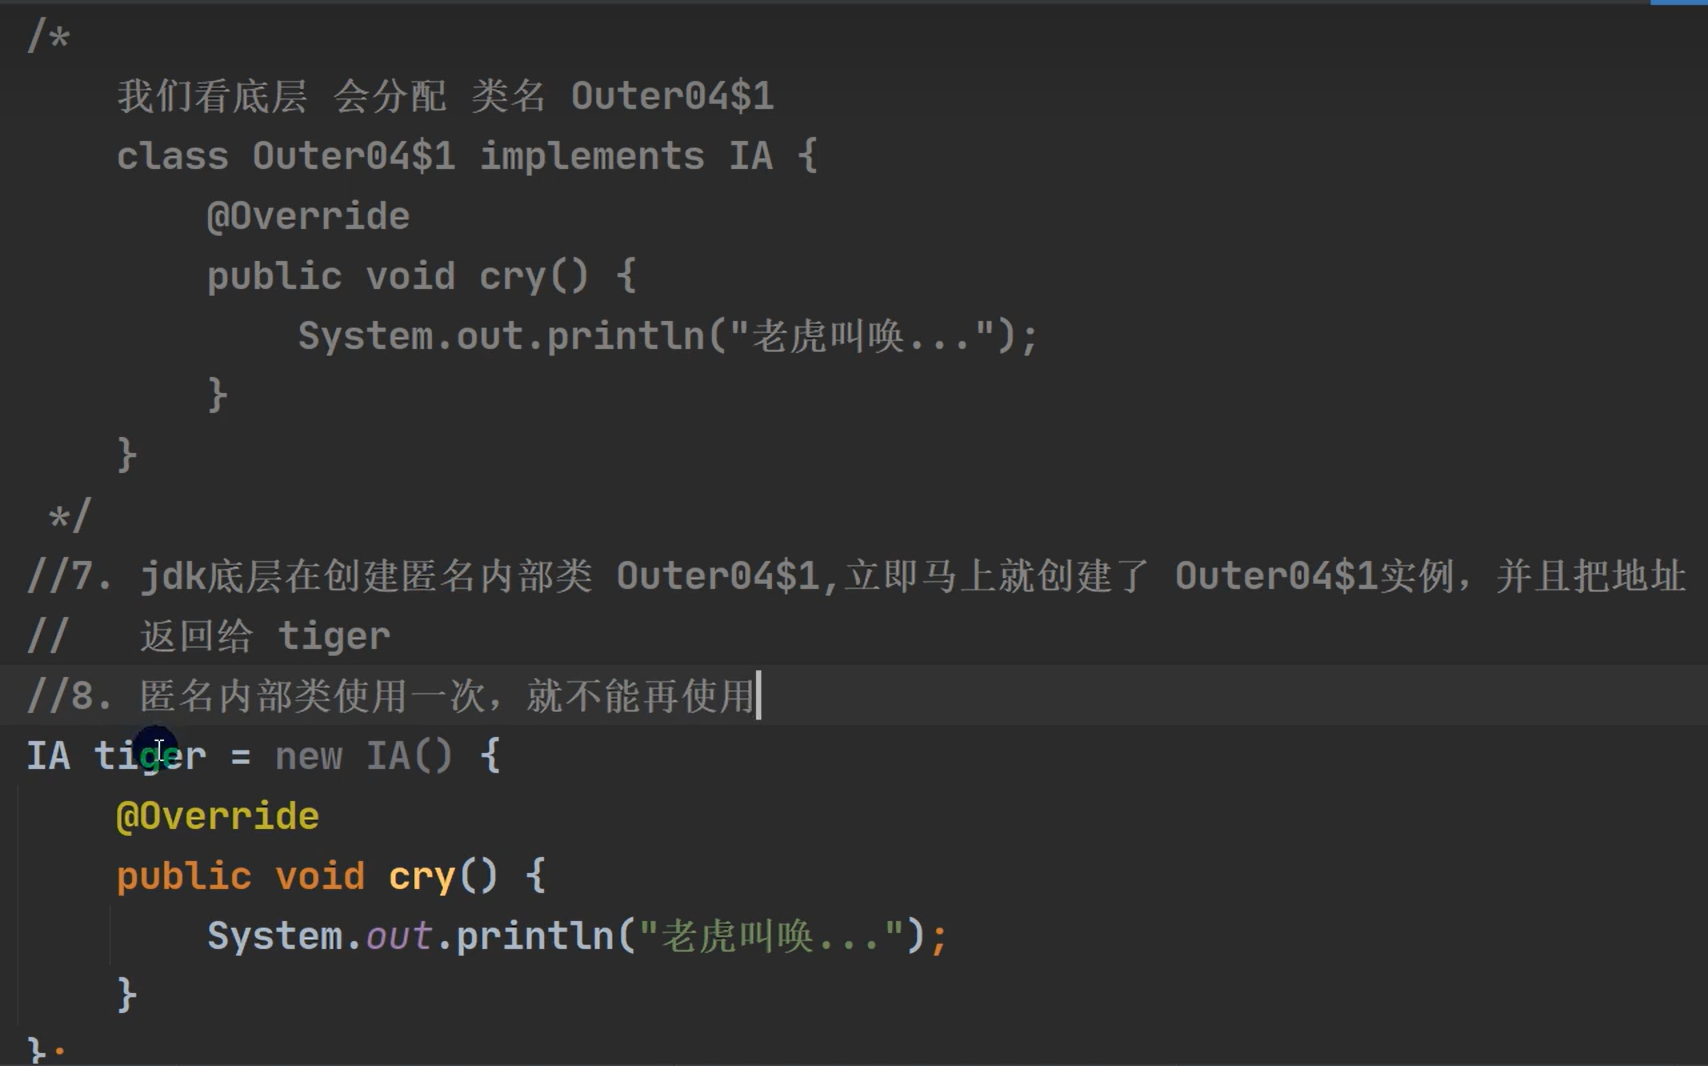 /*
我们看底层 会分配 类名 Outer04$1
class Outer04$1 implements IA {
@Override
public void cry() {
System.out.println("老虎叫唤...");
}
}
*/
//7. jdk底层在创建匿名内部类 Outer04$1,立即马上就创建了 Outer04$1实例，并且把地址
// 返回给 tiger
//8. 匿名内部类使用一次，就不能再使用
IA tiger = new IA() {
@Override
public void cry() {
System.out.println("老虎叫唤...");
}
};